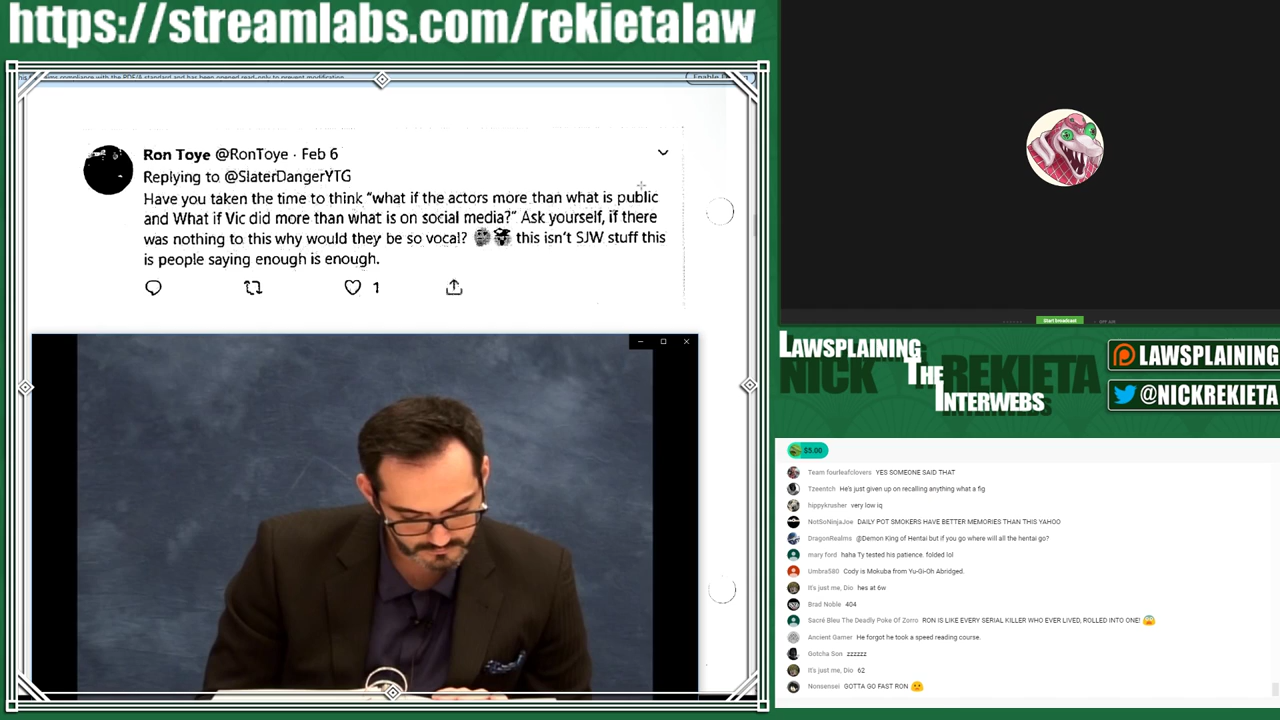 https://streamlabs.com/rekietalaw
Ron Toye @RonToye · Feb 6
Replying to @SlaterDangerYTG
Have you taken the time to think “what if the actors more than what is public
and What if Vic did more than what is on social media?” Ask yourself, if there
was nothing to this why would they be so vocal? this isn’t SJW stuff this
is people saying enough is enough.
1
Start broadcast
OFF AIR
NICK REKIETA
LAWSPLAINING
THE
INTERWEBS
LAWSPLAINING
@NICKREKIETA
$5.00
Team fourleafclovers YES SOMEONE SAID THAT
Tzeentch He's just given up on recalling anything what a fig
hippykrusher very low iq
NotSoNinjaJoe DAILY POT SMOKERS HAVE BETTER MEMORIES THAN THIS YAHOO
DragonRealms @Demon King of Hentai but if you go where will all the hentai go?
mary ford haha Ty tested his patience. folded lol
Umbra580 Cody is Mokuba from Yu-Gi-Oh Abridged.
It's just me, Dio hes at 6w
Brad Noble 404
Sacré Bleu The Deadly Poke Of Zorro RON IS LIKE EVERY SERIAL KILLER WHO EVER LIVED, ROLLED INTO ONE!
Ancient Gamer He forgot he took a speed reading course.
Gotcha Son zzzzzz
It's just me, Dio 62
Nonsensei GOTTA GO FAST RON